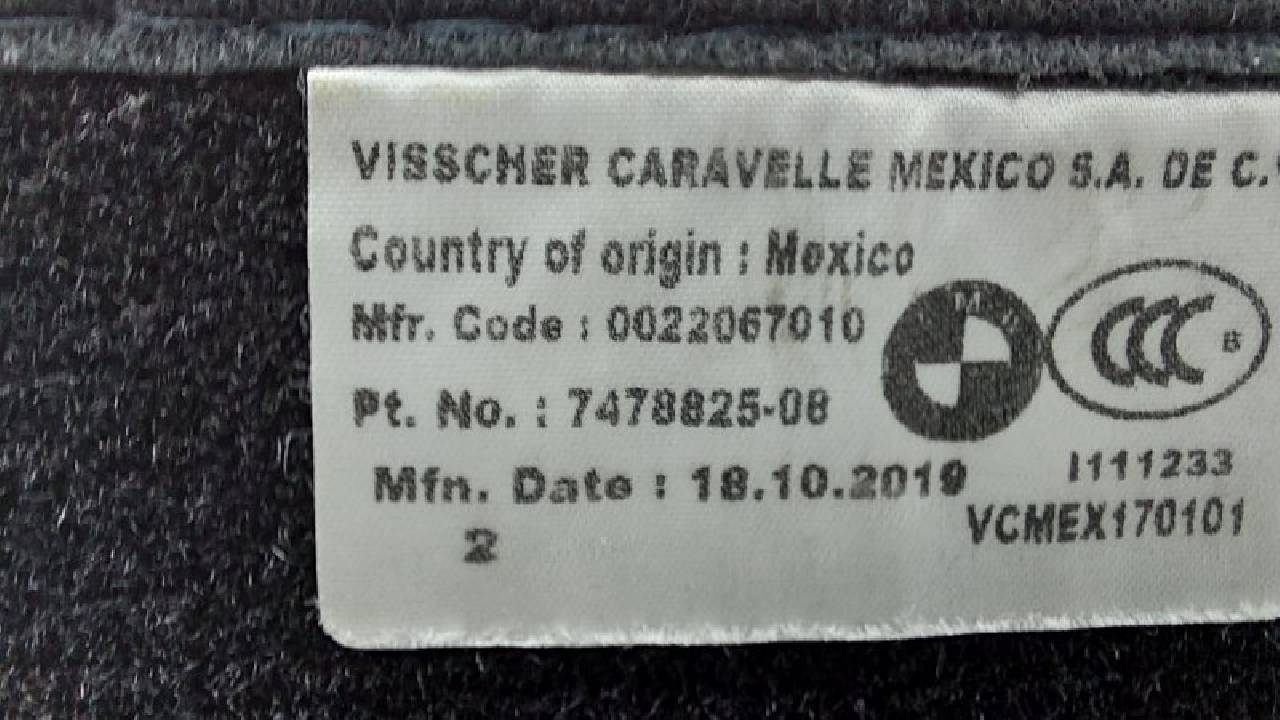 VISSCHER CARAVELLE MEXICO S.A. DE C.
Country of origin : Mexico
Mfr. Code : 0022067010
Pt. No. : 7478825-08
CCC B
Mfn. Date : 18.10.2019
I111233
VCMEX170101
2